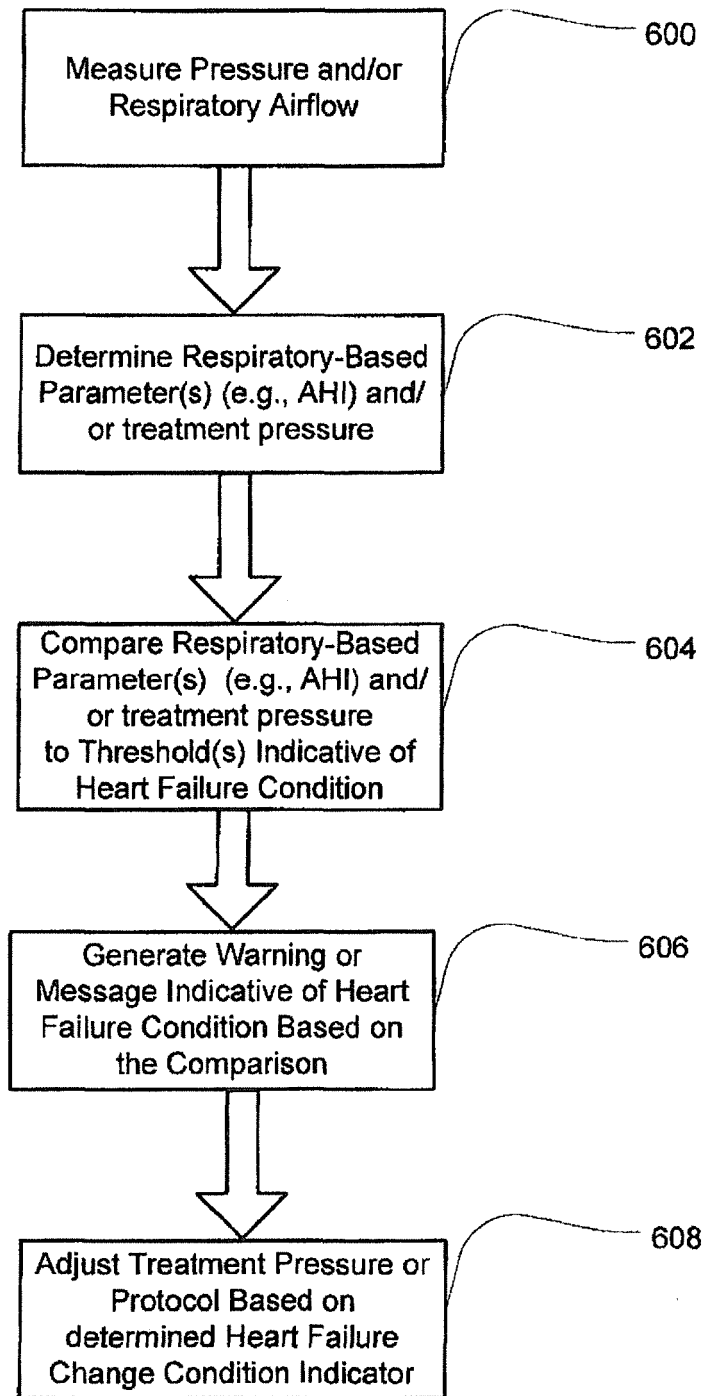 Measure Pressure and/or
Respiratory Airflow
600
Determine Respiratory-Based
Parameter(s) (e.g., AHI) and/
or treatment pressure
602
Compare Respiratory-Based
Parameter(s) (e.g., AHI) and/
or treatment pressure
to Threshold(s) Indicative of
Heart Failure Condition
604
Generate Warning or
Message Indicative of Heart
Failure Condition Based on
the Comparison
606
Adjust Treatment Pressure or
Protocol Based on
determined Heart Failure
Change Condition Indicator
608